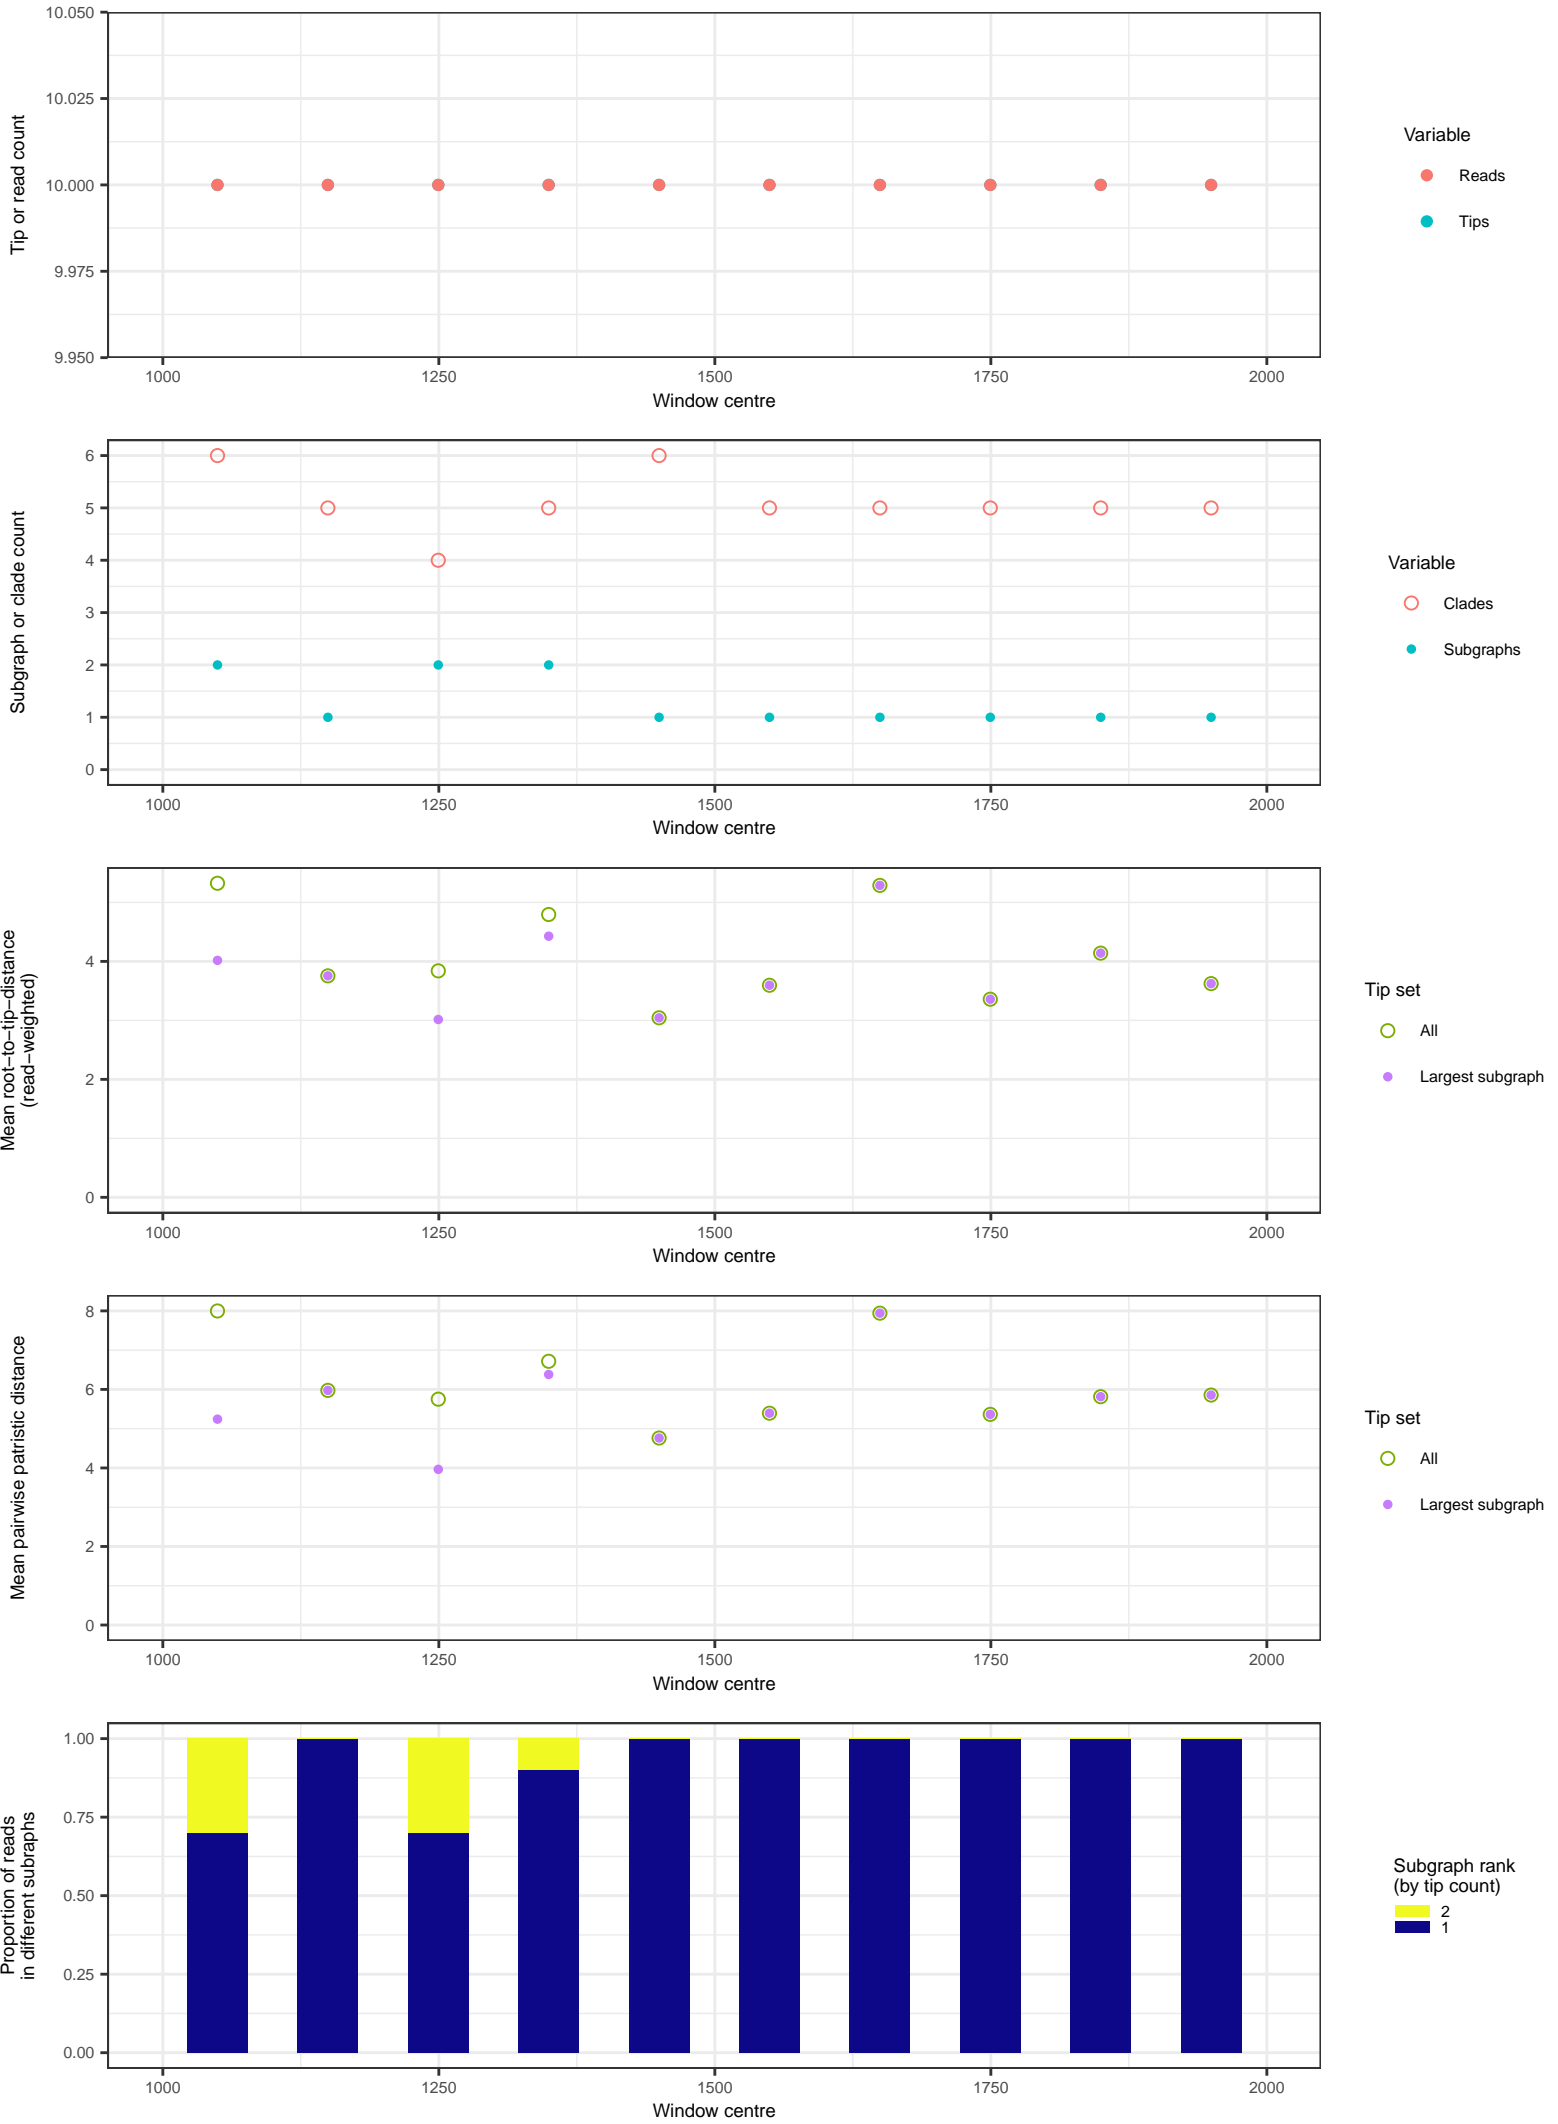 10.050
10.025
10.000
9.975
9.950
Tip or read count
1000 1250 1500 1750 2000
Window centre
Variable
Reads
Tips
6
5
4
3
2
1
0
Subgraph or clade count
1000 1250 1500 1750 2000
Window centre
Variable
Clades
Subgraphs
4
2
0
Mean root−to−tip−distance
(read−weighted)
1000 1250 1500 1750 2000
Window centre
Tip set
All
Largest subgraph
8
6
4
2
0
Mean pairwise patristic distance
1000 1250 1500 1750 2000
Window centre
Tip set
All
Largest subgraph
1.00
0.75
0.50
0.25
0.00
Proportion of reads
in different subraphs
1000 1250 1500 1750 2000
Window centre
Subgraph rank
(by tip count)
2
1